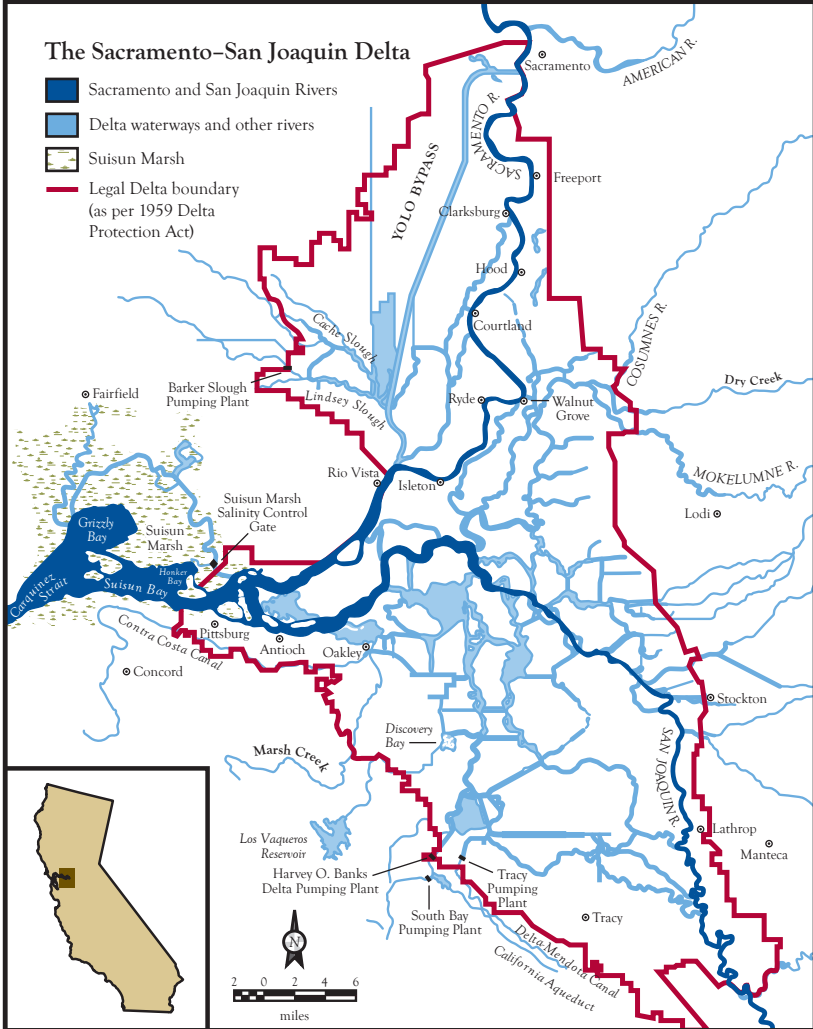 The Sacramento–San Joaquin Delta
Sacramento and San Joaquin Rivers
Delta waterways and other rivers
Suisun Marsh
Legal Delta boundary
(as per 1959 Delta
Protection Act)
Sacramento
AMERICAN R.
SACRAMENTO R.
YOLO BYPASS
Freeport
Clarksburg
Hood
Courtland
Cache Slough
COSUMNES R.
Barker Slough
Pumping Plant
Lindsey Slough
Dry Creek
Fairfield
Ryde
Walnut
Grove
Rio Vista
Isleton
MOKELUMNE R.
Lodi
Suisun Marsh
Salinity Control
Gate
Grizzly
Bay
Suisun
Marsh
Honker
Bay
Suisun Bay
Carquinez
Strait
Pittsburg
Contra Costa Canal
Antioch
Oakley
Concord
Stockton
Discovery
Bay
Marsh Creek
SAN JOAQUIN R.
Los Vaqueros
Reservoir
Lathrop
Manteca
Harvey O. Banks
Delta Pumping Plant
Tracy
Pumping
Plant
South Bay
Pumping Plant
Tracy
Delta-Mendota Canal
California Aqueduct
N
2 0 2 4 6
miles